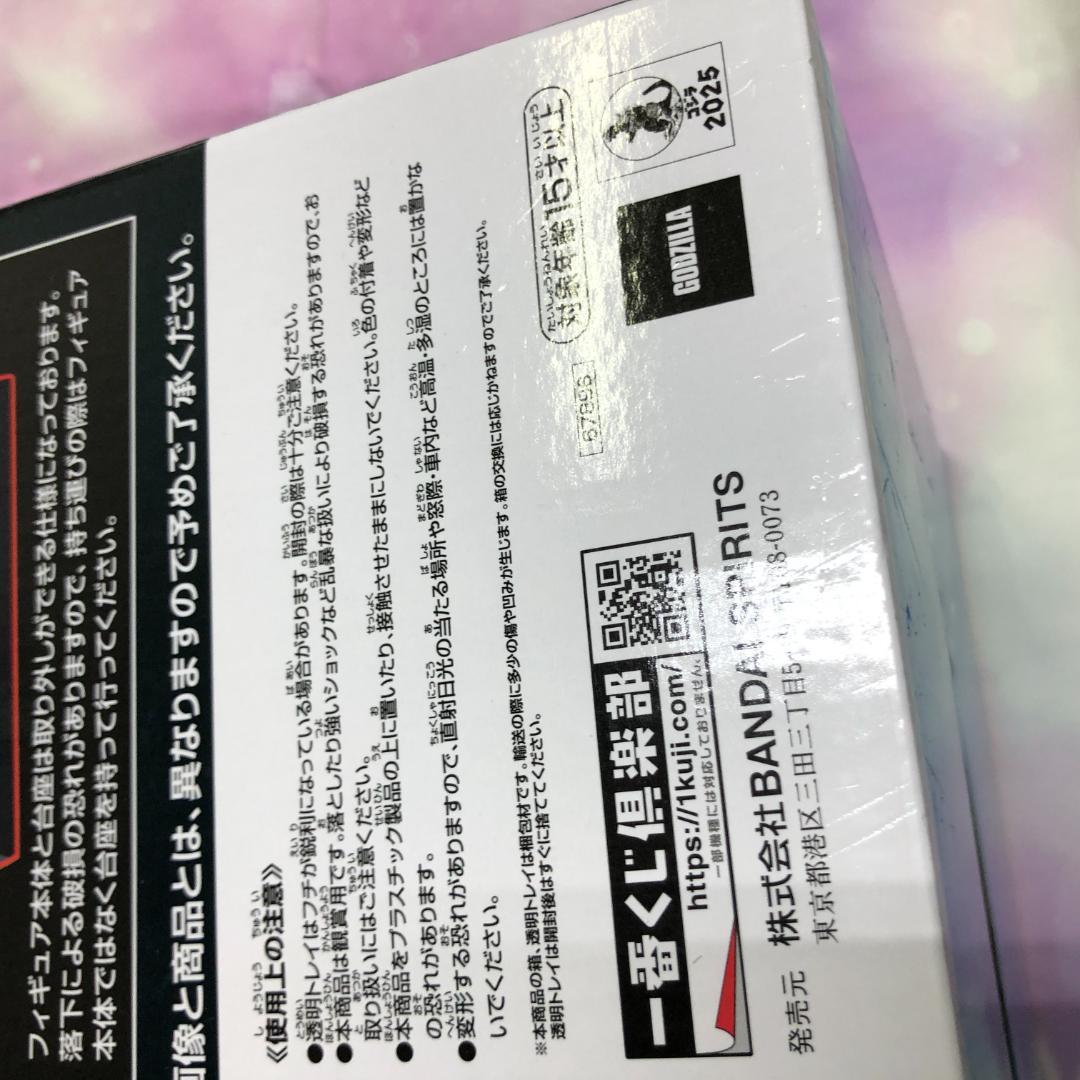 フィギュア本体と台座は取り外しができる仕様になっております。
落下による破損の恐れがありますので、持ち運びの際はフィギュア
本体ではなく台座を持って行ってください。
画像と商品とは、異なりますので予めご了承ください。
《使用上の注意》
●透明トレイはフチが鋭利になっている場合があります。開封の際は十分ご注意ください。
●本商品は観賞用です。落としたり強いショックなど乱暴な扱いにより破損する恐れがありますので、お
取り扱いにはご注意ください。
●本商品をプラスチック製品の上に置いたり、接触させたままにしないでください。色の付着や変形など
の恐れがあります。
●変形する恐れがありますので、直射日光の当たる場所や窓際・車内など高温・多湿のところには置かな
いでください。
※本商品の箱、透明トレイは梱包材です。輸送の際に多少の傷や凹みが生じます。箱の交換には応じかねますのでご了承ください。
透明トレイは開封後はすぐに捨ててください。
対象年齢15才以上
ゴジラ
2025
GODZILLA
一番くじ倶楽部
https://1kuji.com/
一部機種には対応しておりません。
発売元 株式会社BANDAI SPIRITS
東京都港区三田三丁目5
8-0073